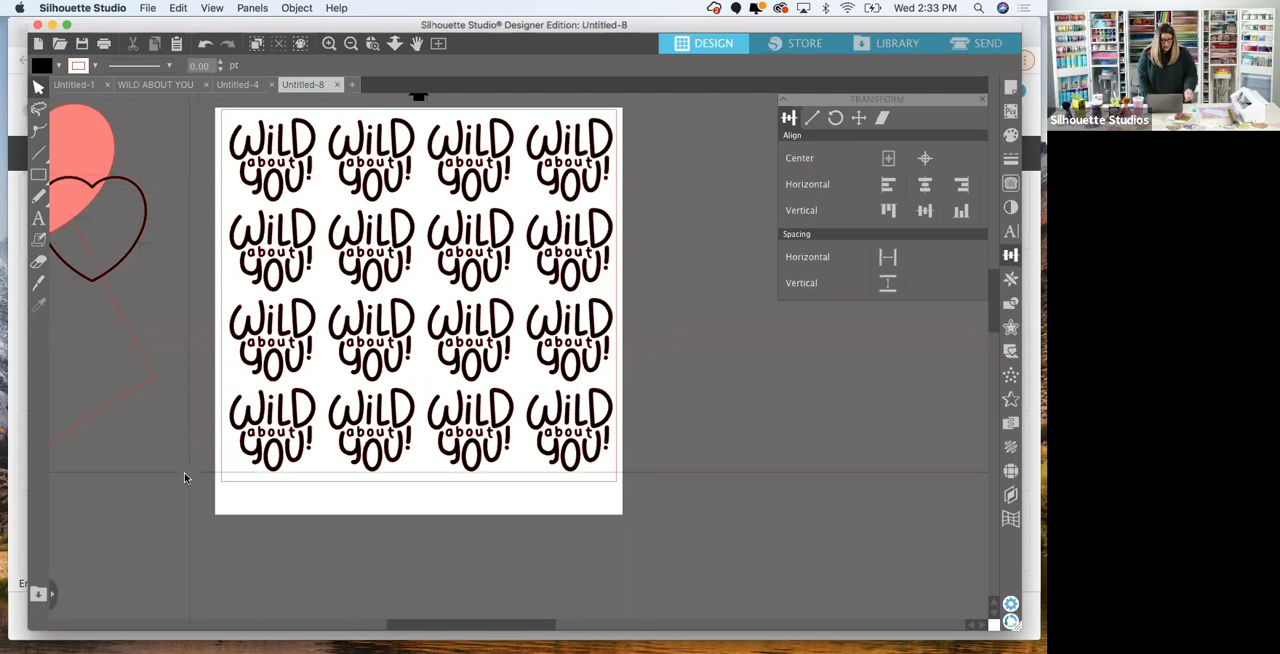 Silhouette Studio File Edit View Panels Object Help Wed 2:33 PM
Silhouette Studio® Designer Edition: Untitled-8
DESIGN STORE LIBRARY SEND
0.00 pt
Untitled-1 WILD ABOUT YOU Untitled-4 Untitled-8
TRANSFORM
Align
Center
Horizontal
Vertical
Spacing
Horizontal
Vertical
WiLD WiLD WiLD WiLD
about about about about
YOU! YOU! YOU! YOU!
WiLD WiLD WiLD WiLD
about about about about
YOU! YOU! YOU! YOU!
WiLD WiLD WiLD WiLD
about about about about
YOU! YOU! YOU! YOU!
WiLD WiLD WiLD WiLD
about about about about
YOU! YOU! YOU! YOU!
Silhouette Studios